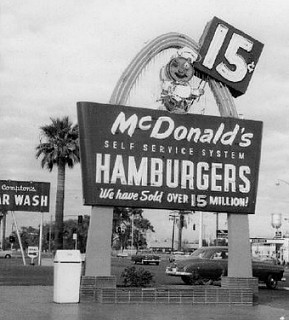 15¢
McDonald's
SELF SERVICE SYSTEM
HAMBURGERS
We have Sold OVER 15 MILLION!
Compton's
AR WASH